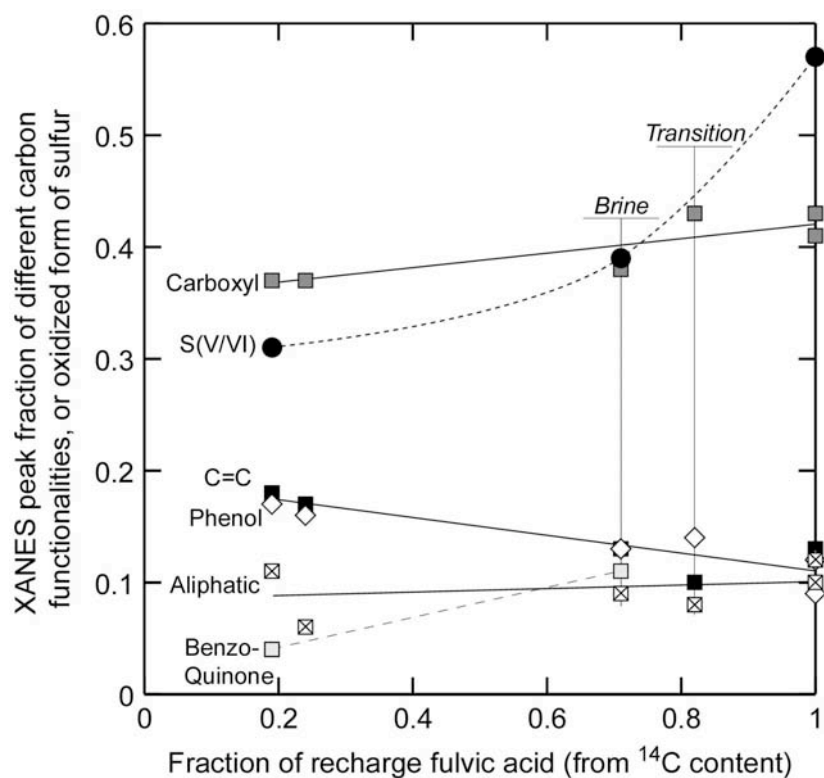 XANES peak fraction of different carbon
functionalities, or oxidized form of sulfur
0.6
0.5
0.4
0.3
0.2
0.1
0
Transition
Brine
Carboxyl
S(V/VI)
C=C
Phenol
Aliphatic
Benzo-
Quinone
0 0.2 0.4 0.6 0.8 1
Fraction of recharge fulvic acid (from 14C content)